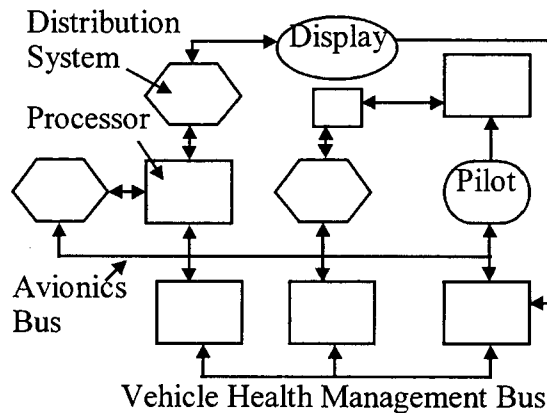 Distribution
System
Display
Processor
Pilot
Avionics
Bus
Vehicle Health Management Bus